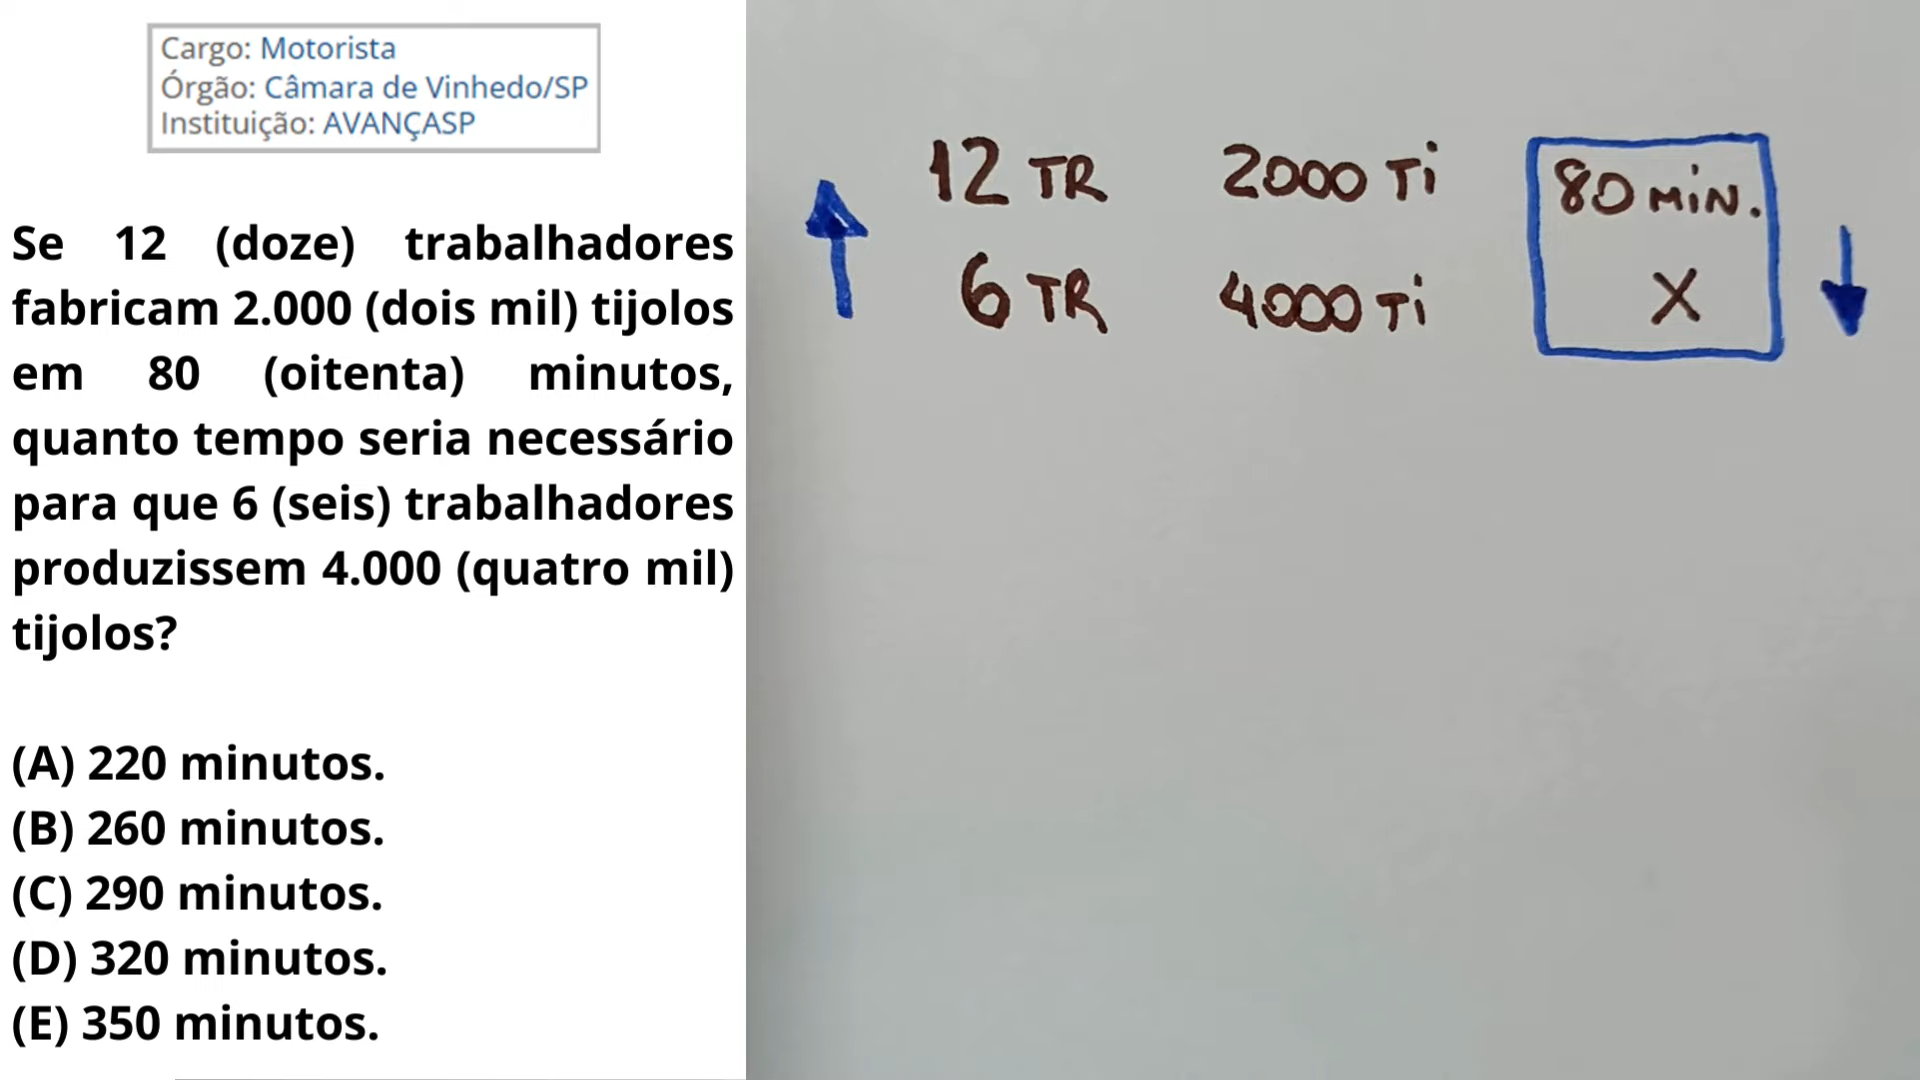 Cargo: Motorista
Órgão: Câmara de Vinhedo/SP
Instituição: AVANÇASP
Se 12 (doze) trabalhadores
fabricam 2.000 (dois mil) tijolos
em 80 (oitenta) minutos,
quanto tempo seria necessário
para que 6 (seis) trabalhadores
produzissem 4.000 (quatro mil)
tijolos?
(A) 220 minutos.
(B) 260 minutos.
(C) 290 minutos.
(D) 320 minutos.
(E) 350 minutos.
12 TR 2000 Ti 80 MiN.
6 TR 4000 Ti X